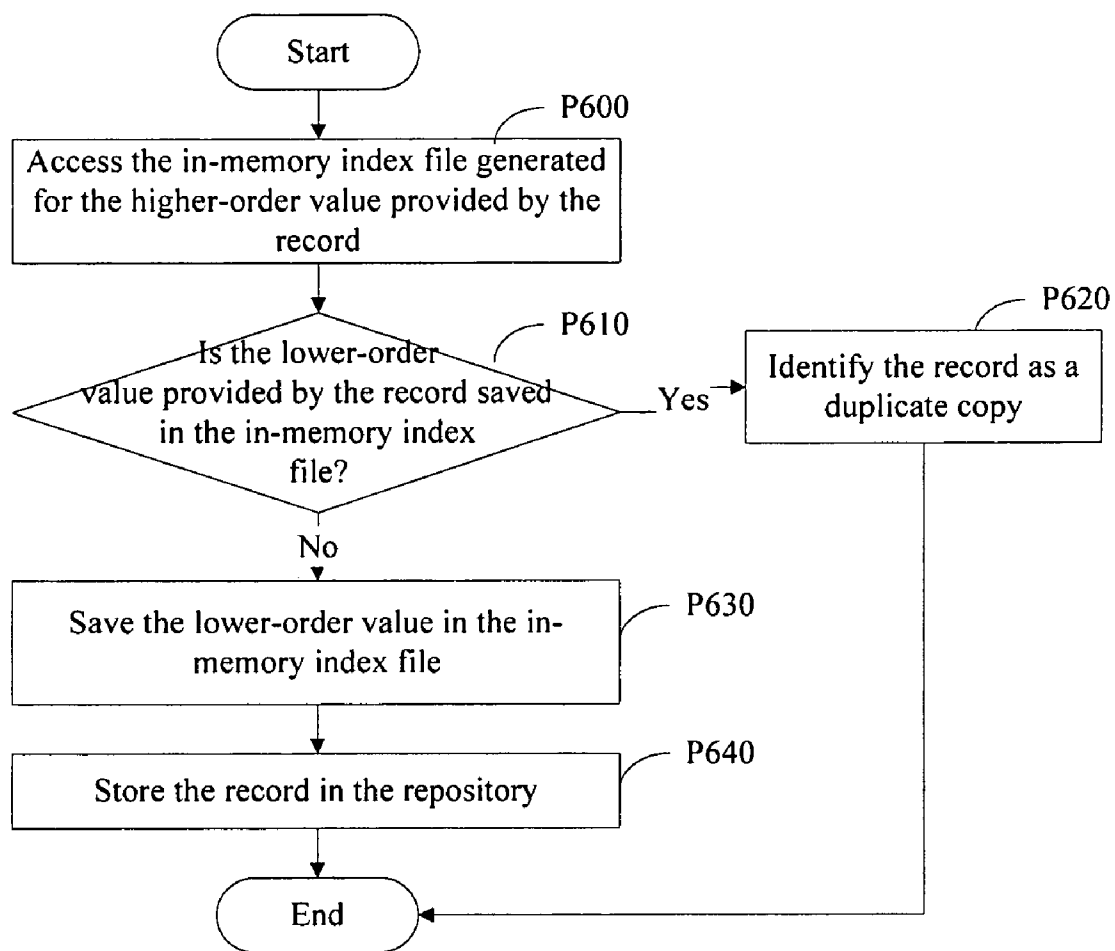 Start
P600
Access the in-memory index file generated
for the higher-order value provided by the
record
P610
Is the lower-order
value provided by the record saved
in the in-memory index
file?
Yes
P620
Identify the record as a
duplicate copy
No
P630
Save the lower-order value in the in-
memory index file
P640
Store the record in the repository
End